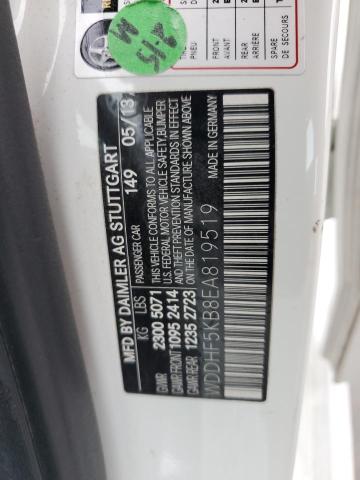 MFD BY DAIMLER AG STUTTGART
PASSENGER CAR 149 05/13
KG LBS
GVWR 2300 5071
GAWR FRONT 1095 2414
GAWR REAR 1235 2723
THIS VEHICLE CONFORMS TO ALL APPLICABLE
U.S. FEDERAL MOTOR VEHICLE SAFETY, BUMPER
AND THEFT PREVENTION STANDARDS IN EFFECT
ON THE DATE OF MANUFACTURE SHOWN ABOVE
MADE IN GERMANY
WDDHF5KB8EA819519
2-15
M
PNEU
FRONT
AVANT
REAR
ARRIÈRE
SPARE
DE SECOURS